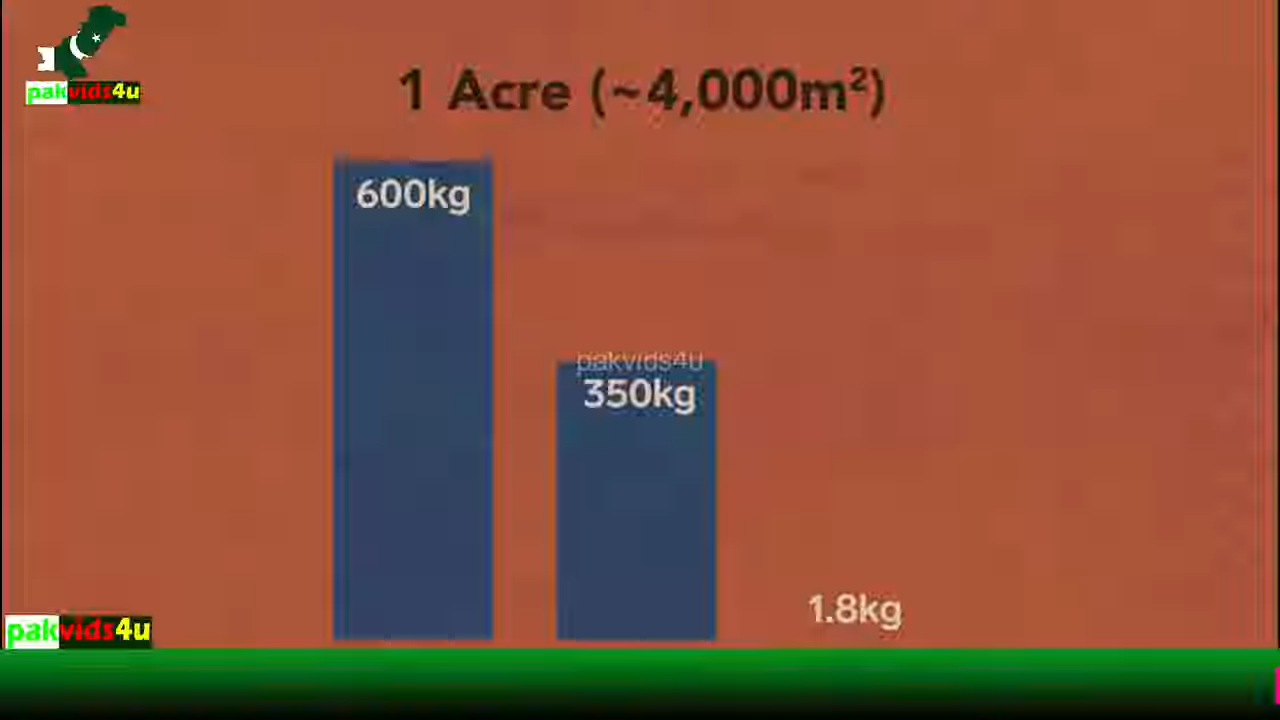 pakvids4u
1 Acre (~4,000m²)
600kg
pakvids4u
350kg
1.8kg
pakvids4u